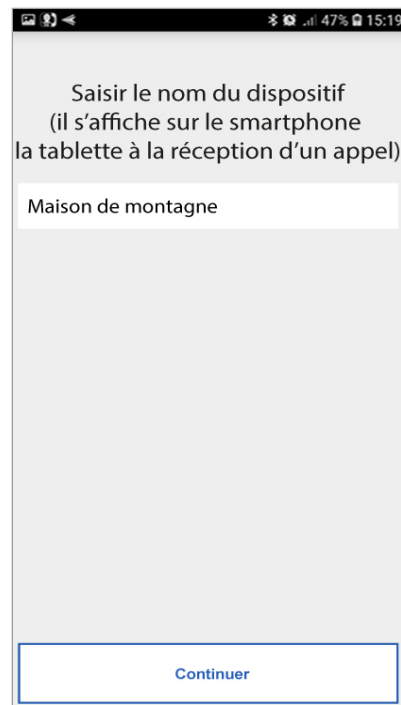 47% 15:19
Saisir le nom du dispositif
(il s'affiche sur le smartphone
la tablette à la réception d'un appel)
Maison de montagne
Continuer